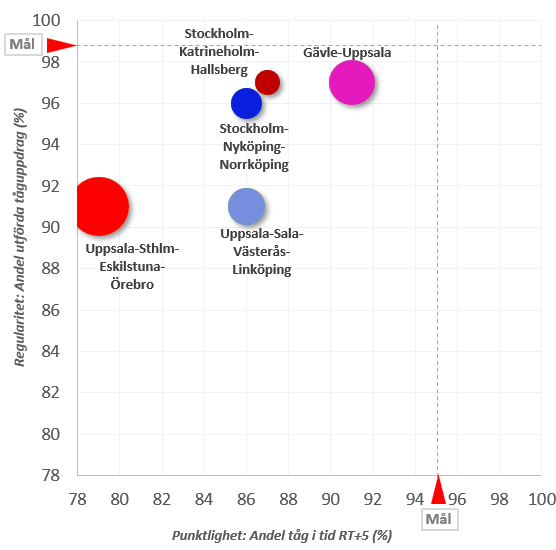 100
Mål
98
96
94
92
90
88
86
84
82
80
78
Regularitet: Andel utförda tåguppdrag (%)
Stockholm-
Katrineholm-
Hallsberg
Gävle-Uppsala
Stockholm-
Nyköping-
Norrköping
Uppsala-Sthlm-
Eskilstuna-
Örebro
Uppsala-Sala-
Västerås-
Linköping
78 80 82 84 86 88 90 92 94 96 98 100
Mål
Punktlighet: Andel tåg i tid RT+5 (%)